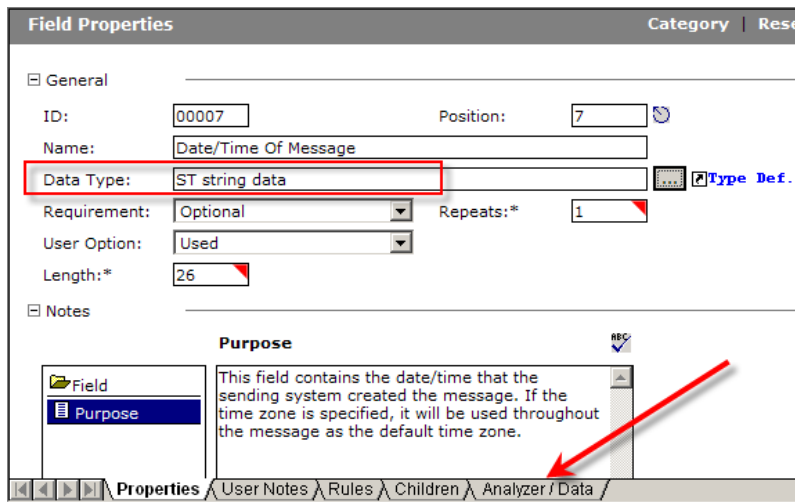 Field Properties Category | Rese
General
ID: 00007 Position: 7
Name: Date/Time Of Message
Data Type: ST string data ... Type Def.
Requirement: Optional Repeats:* 1
User Option: Used
Length:* 26
Notes
Purpose ABC
Field
Purpose
This field contains the date/time that the
sending system created the message. If the
time zone is specified, it will be used throughout
the message as the default time zone.
Properties User Notes Rules Children Analyzer / Data